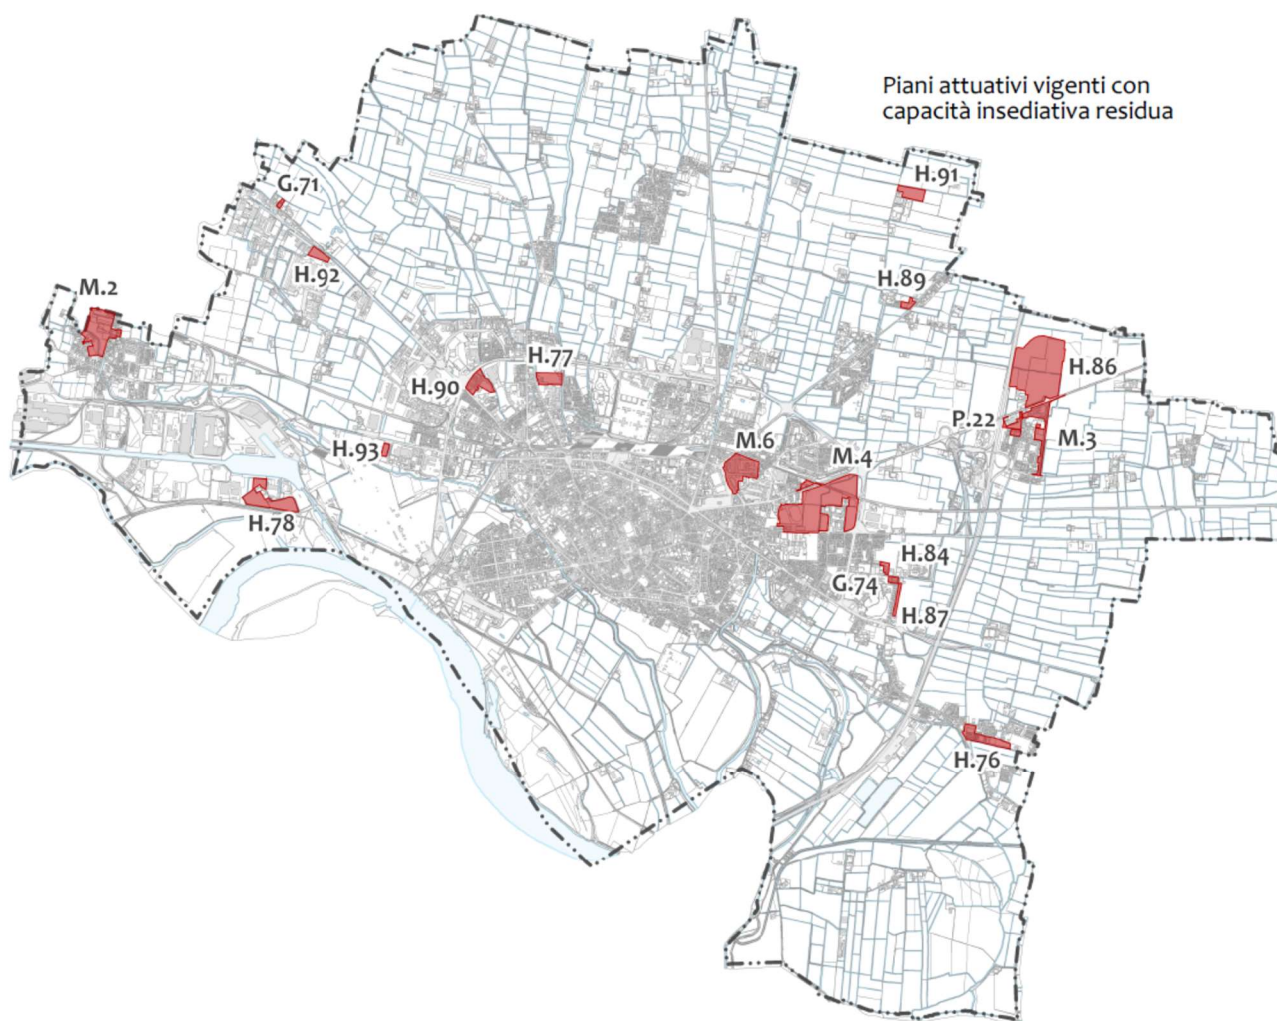 Piani attuativi vigenti con
capacità insediativa residua
H.91
G.71
H.92
H.89
M.2
H.77
H.86
H.90
P.22
M.6
M.3
H.93
M.4
H.78
H.84
G.74
H.87
H.76